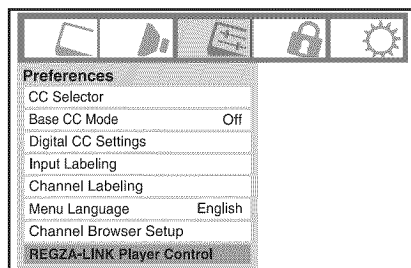 Preferences
CC Selector
Base CC Mode Off
Digital CC Settings
Input Labeling
Channel Labeling
Menu Language English
Channel Browser Setup
REGZA-LINK Player Control